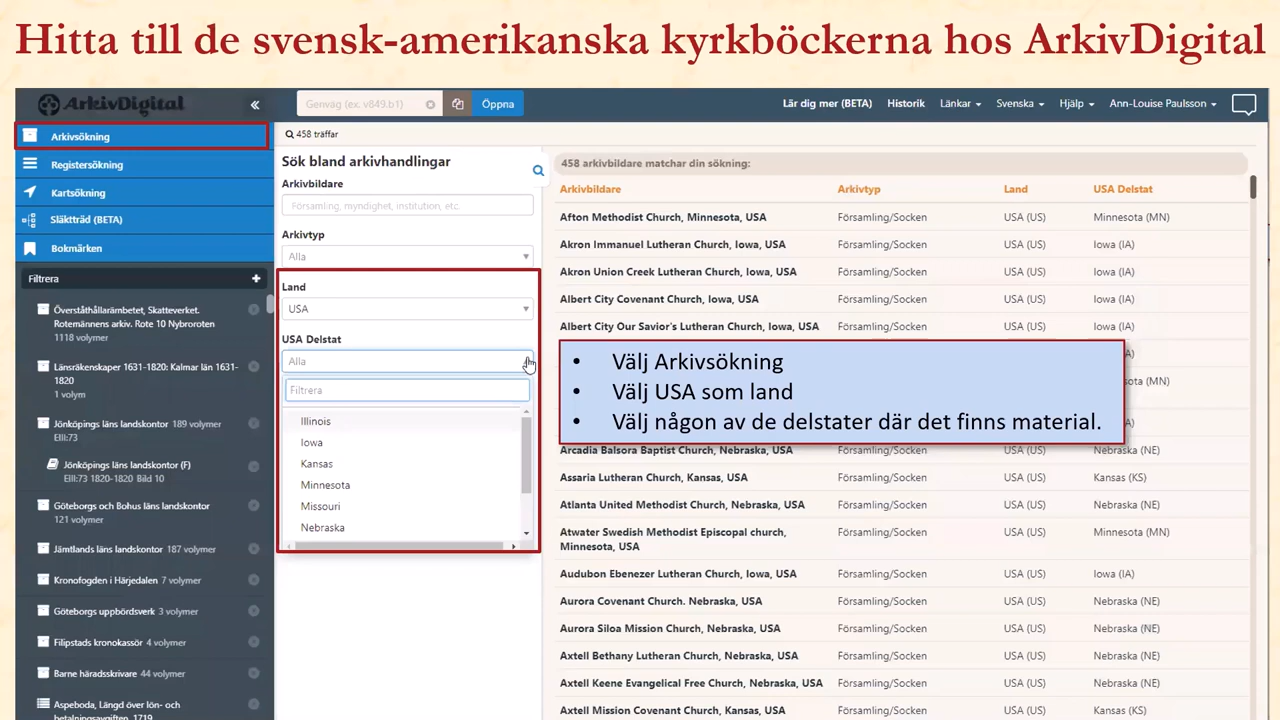 Hitta till de svensk-amerikanska kyrkböckerna hos ArkivDigital
ArkivDigital
«
Genväg (ex. v849.b1)
Öppna
Lär dig mer (BETA)
Historik
Länkar
Svenska
Hjälp
Ann-Louise Paulsson
Arkivsökning
Registersökning
Kartsökning
Släktträd (BETA)
Bokmärken
Filtrera
+
Överståthållarämbetet, Skatteverket.
Rotemännens arkiv. Rote 10 Nybroroten
1118 volymer
Länsräkenskaper 1631-1820: Kalmar län 1631-
1820
1 volym
Jönköpings läns landskontor 189 volymer
EIII:73
Jönköpings läns landskontor (F)
EIII:73 1820-1820 Bild 10
Göteborgs och Bohus läns landskontor
121 volymer
Jämtlands läns landskontor 187 volymer
Kronofogden i Härjedalen 7 volymer
Göteborgs uppbördsverk 3 volymer
Filipstads kronokassör 4 volymer
Barne häradsskrivare 44 volymer
Aspeboda, Längd över lön- och
betalningsavgiften, 1719
458 träffar
Sök bland arkivhandlingar
Arkivbildare
Församling, myndighet, institution, etc.
Arkivtyp
Alla
Land
USA
USA Delstat
Alla
Filtrera
Illinois
Iowa
Kansas
Minnesota
Missouri
Nebraska
458 arkivbildare matchar din sökning:
Arkivbildare Arkivtyp Land USA Delstat
Afton Methodist Church, Minnesota, USA Församling/Socken USA (US) Minnesota (MN)
Akron Immanuel Lutheran Church, Iowa, USA Församling/Socken USA (US) Iowa (IA)
Akron Union Creek Lutheran Church, Iowa, USA Församling/Socken USA (US) Iowa (IA)
Albert City Covenant Church, Iowa, USA Församling/Socken USA (US) Iowa (IA)
Albert City Our Savior's Lutheran Church, Iowa, USA Församling/Socken USA (US) Iowa (IA)
A)
sota (MN)
A)
• Välj Arkivsökning
• Välj USA som land
• Välj någon av de delstater där det finns material.
Arcadia Balsora Baptist Church, Nebraska, USA Församling/Socken USA (US) Nebraska (NE)
Assaria Lutheran Church, Kansas, USA Församling/Socken USA (US) Kansas (KS)
Atlanta United Methodist Church, Nebraska, USA Församling/Socken USA (US) Nebraska (NE)
Atwater Swedish Methodist Episcopal church, Församling/Socken USA (US) Minnesota (MN)
Minnesota, USA
Audubon Ebenezer Lutheran Church, Iowa, USA Församling/Socken USA (US) Iowa (IA)
Aurora Covenant Church. Nebraska, USA Församling/Socken USA (US) Nebraska (NE)
Aurora Siloa Mission Church, Nebraska, USA Församling/Socken USA (US) Nebraska (NE)
Axtell Bethany Lutheran Church, Nebraska, USA Församling/Socken USA (US) Nebraska (NE)
Axtell Keene Evangelical Free Church, Nebraska, USA Församling/Socken USA (US) Nebraska (NE)
Axtell Mission Covenant Church, Kansas, USA Församling/Socken USA (US) Kansas (KS)